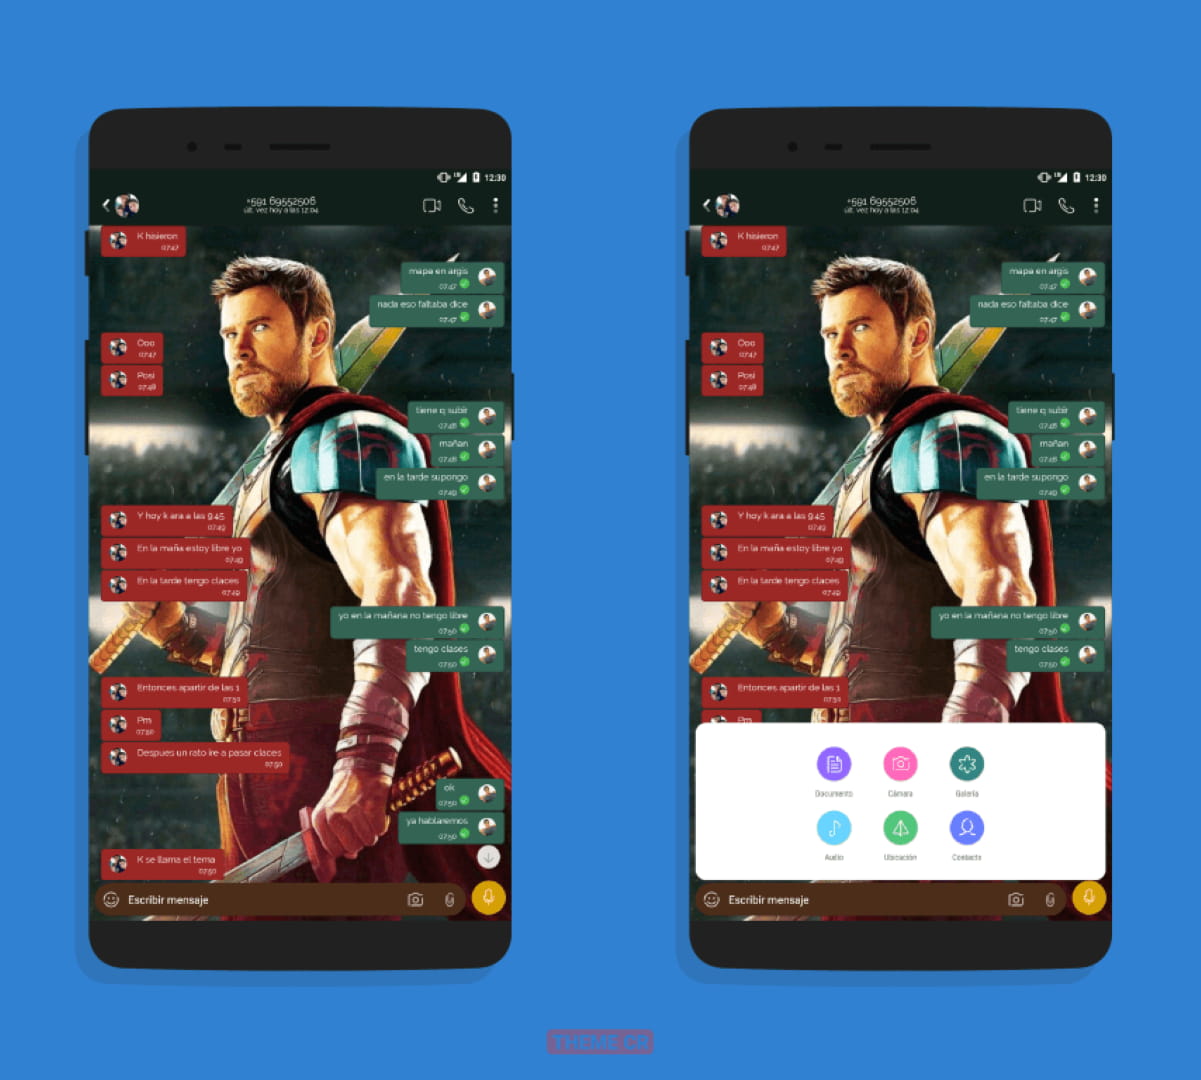 12:30
+591 69552506
últ. vez hoy a las 12:04
K hisieron
07:47
mapa en argis
07:47
nada eso faltaba dice
07:47
Ooo
07:47
Posi
07:48
tiene q subir
07:48
mañan
07:48
en la tarde supongo
07:49
Y hoy k ara a las 9:45
07:49
En la maña estoy libre yo
07:49
En la tarde tengo claces
07:49
yo en la mañana no tengo libre
07:50
tengo clases
07:50
Entonces apartir de las 1
07:50
Pm
07:50
Despues un rato ire a pasar claces
07:50
ok
07:50
ya hablaremos
07:50
K se llama el tema
07:50
Escribir mensaje
12:30
+591 69552506
últ. vez hoy a las 12:04
K hisieron
07:47
mapa en argis
07:47
nada eso faltaba dice
07:47
Ooo
07:47
Posi
07:48
tiene q subir
07:48
mañan
07:48
en la tarde supongo
07:49
Y hoy k ara a las 9:45
07:49
En la maña estoy libre yo
07:49
En la tarde tengo claces
07:49
yo en la mañana no tengo libre
07:50
tengo clases
07:50
Entonces apartir de las 1
07:50
Pm
Documento Cámara Galería
Audio Ubicación Contacto
Escribir mensaje
THEME CR